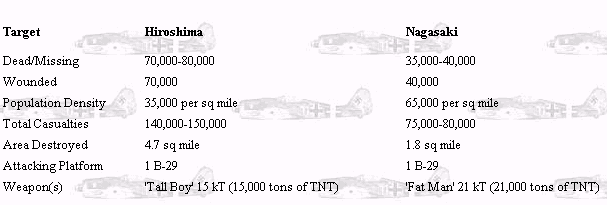 Target Hiroshima Nagasaki
Dead/Missing 70,000-80,000 35,000-40,000
Wounded 70,000 40,000
Population Density 35,000 per sq mile 65,000 per sq mile
Total Casualties 140,000-150,000 75,000-80,000
Area Destroyed 4.7 sq mile 1.8 sq mile
Attacking Platform 1 B-29 1 B-29
Weapon(s) 'Tall Boy' 15 kT (15,000 tons of TNT) 'Fat Man' 21 kT (21,000 tons of TNT)